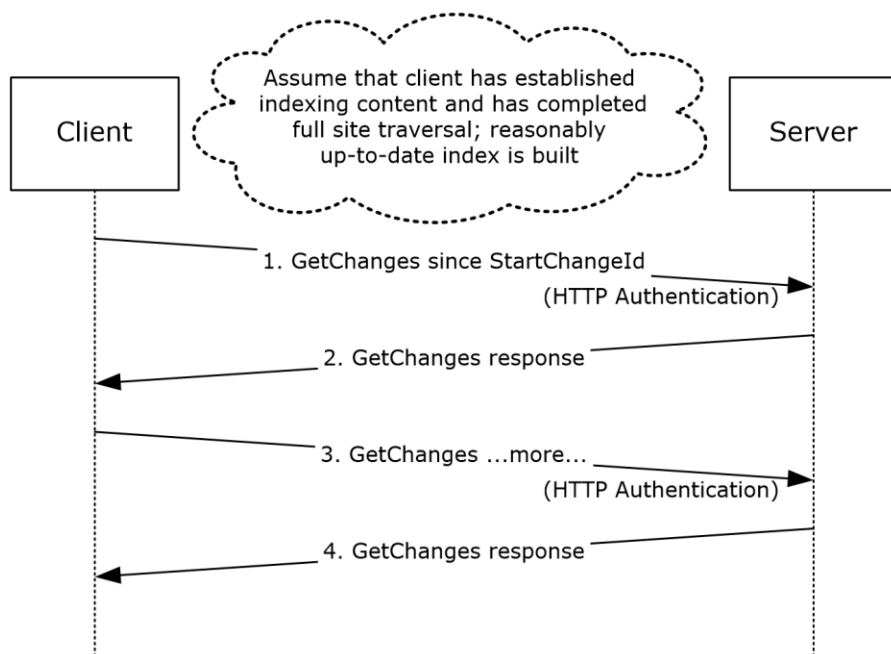 Client
Assume that client has established
indexing content and has completed
full site traversal; reasonably
up-to-date index is built
Server
1. GetChanges since StartChangeId
(HTTP Authentication)
2. GetChanges response
3. GetChanges ...more...
(HTTP Authentication)
4. GetChanges response